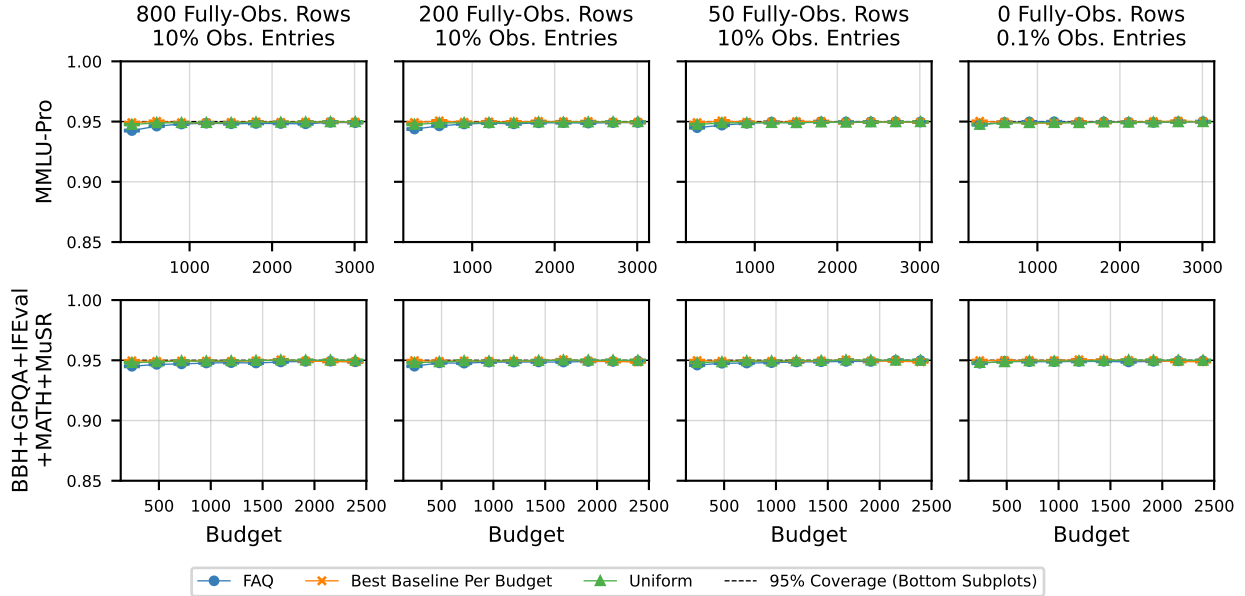 800 Fully-Obs. Rows
10% Obs. Entries
200 Fully-Obs. Rows
10% Obs. Entries
50 Fully-Obs. Rows
10% Obs. Entries
0 Fully-Obs. Rows
0.1% Obs. Entries
MMLU-Pro
1.00
0.95
0.90
0.85
1000 2000 3000
1000 2000 3000
1000 2000 3000
1000 2000 3000
BBH+GPQA+IFEval
+MATH+MuSR
1.00
0.95
0.90
0.85
500 1000 1500 2000 2500
500 1000 1500 2000 2500
500 1000 1500 2000 2500
500 1000 1500 2000 2500
Budget
Budget
Budget
Budget
FAQ
Best Baseline Per Budget
Uniform
95% Coverage (Bottom Subplots)